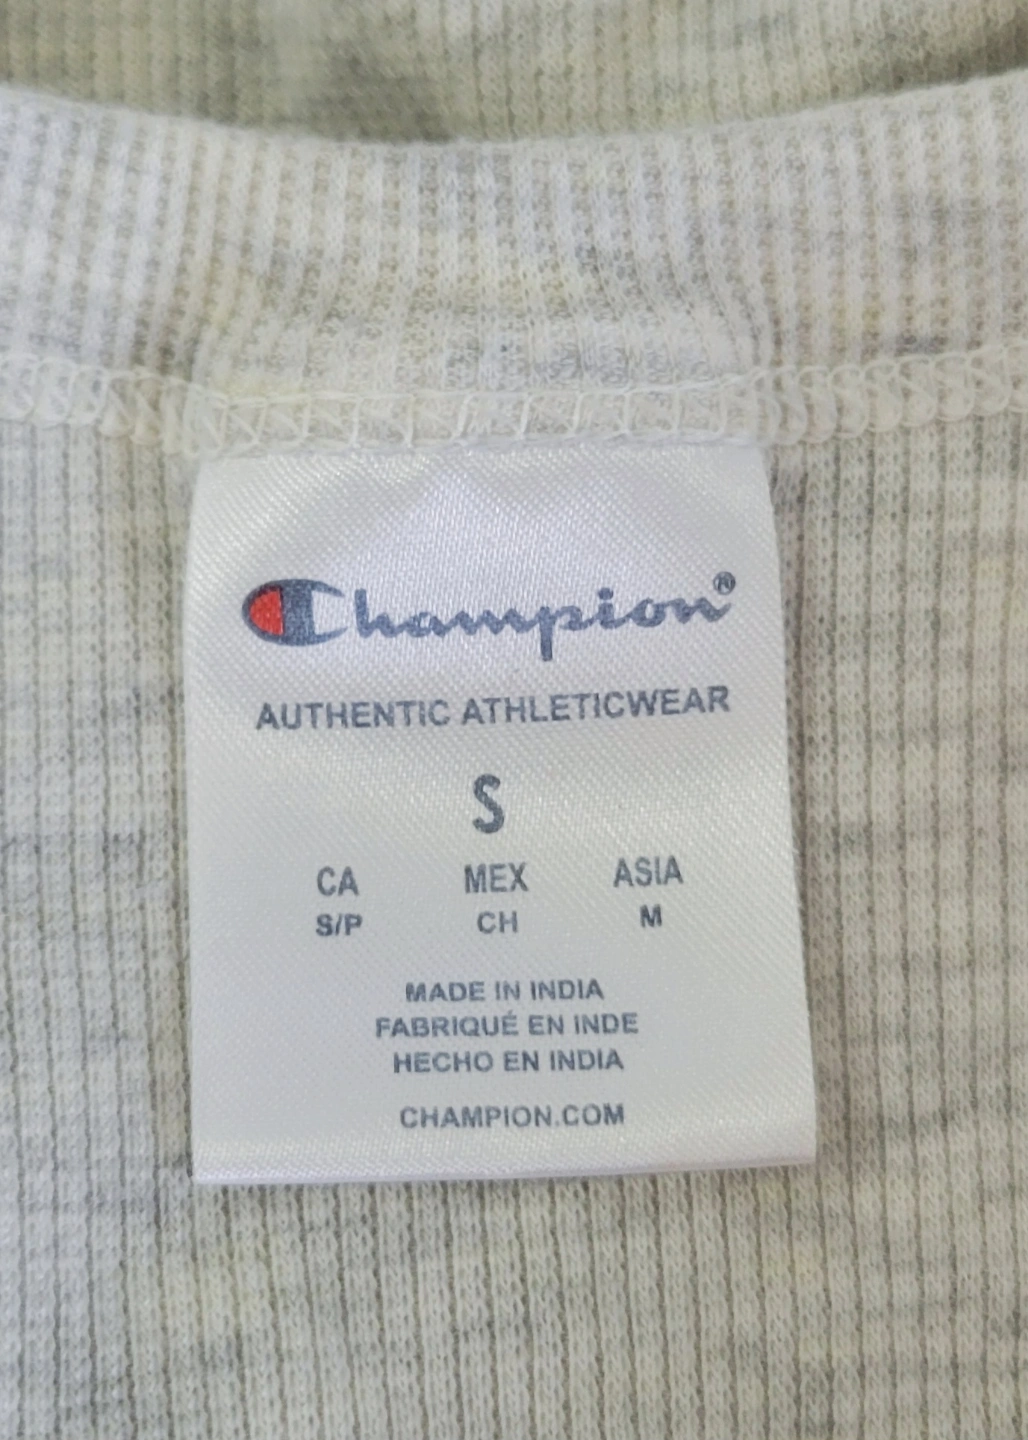 Champion®
AUTHENTIC ATHLETICWEAR
S
CA MEX ASIA
S/P CH M
MADE IN INDIA
FABRIQUÉ EN INDE
HECHO EN INDIA
CHAMPION.COM